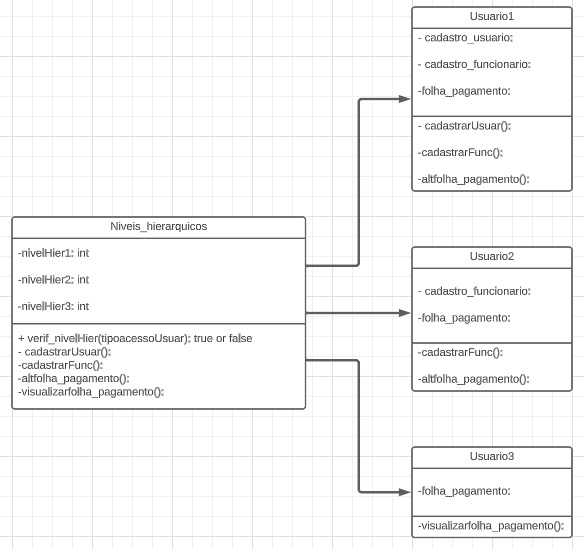 Usuario1
- cadastro_usuario:
- cadastro_funcionario:
-folha_pagamento:
- cadastrarUsuar():
-cadastrarFunc():
-altfolha_pagamento():
Niveis_hierarquicos
-nivelHier1: int
-nivelHier2: int
-nivelHier3: int
+ verif_nivelHier(tipoacessoUsuar): true or false
- cadastrarUsuar():
-cadastrarFunc():
-altfolha_pagamento():
-visualizarfolha_pagamento():
Usuario2
- cadastro_funcionario:
-folha_pagamento:
-cadastrarFunc():
-altfolha_pagamento():
Usuario3
-folha_pagamento:
-visualizarfolha_pagamento():